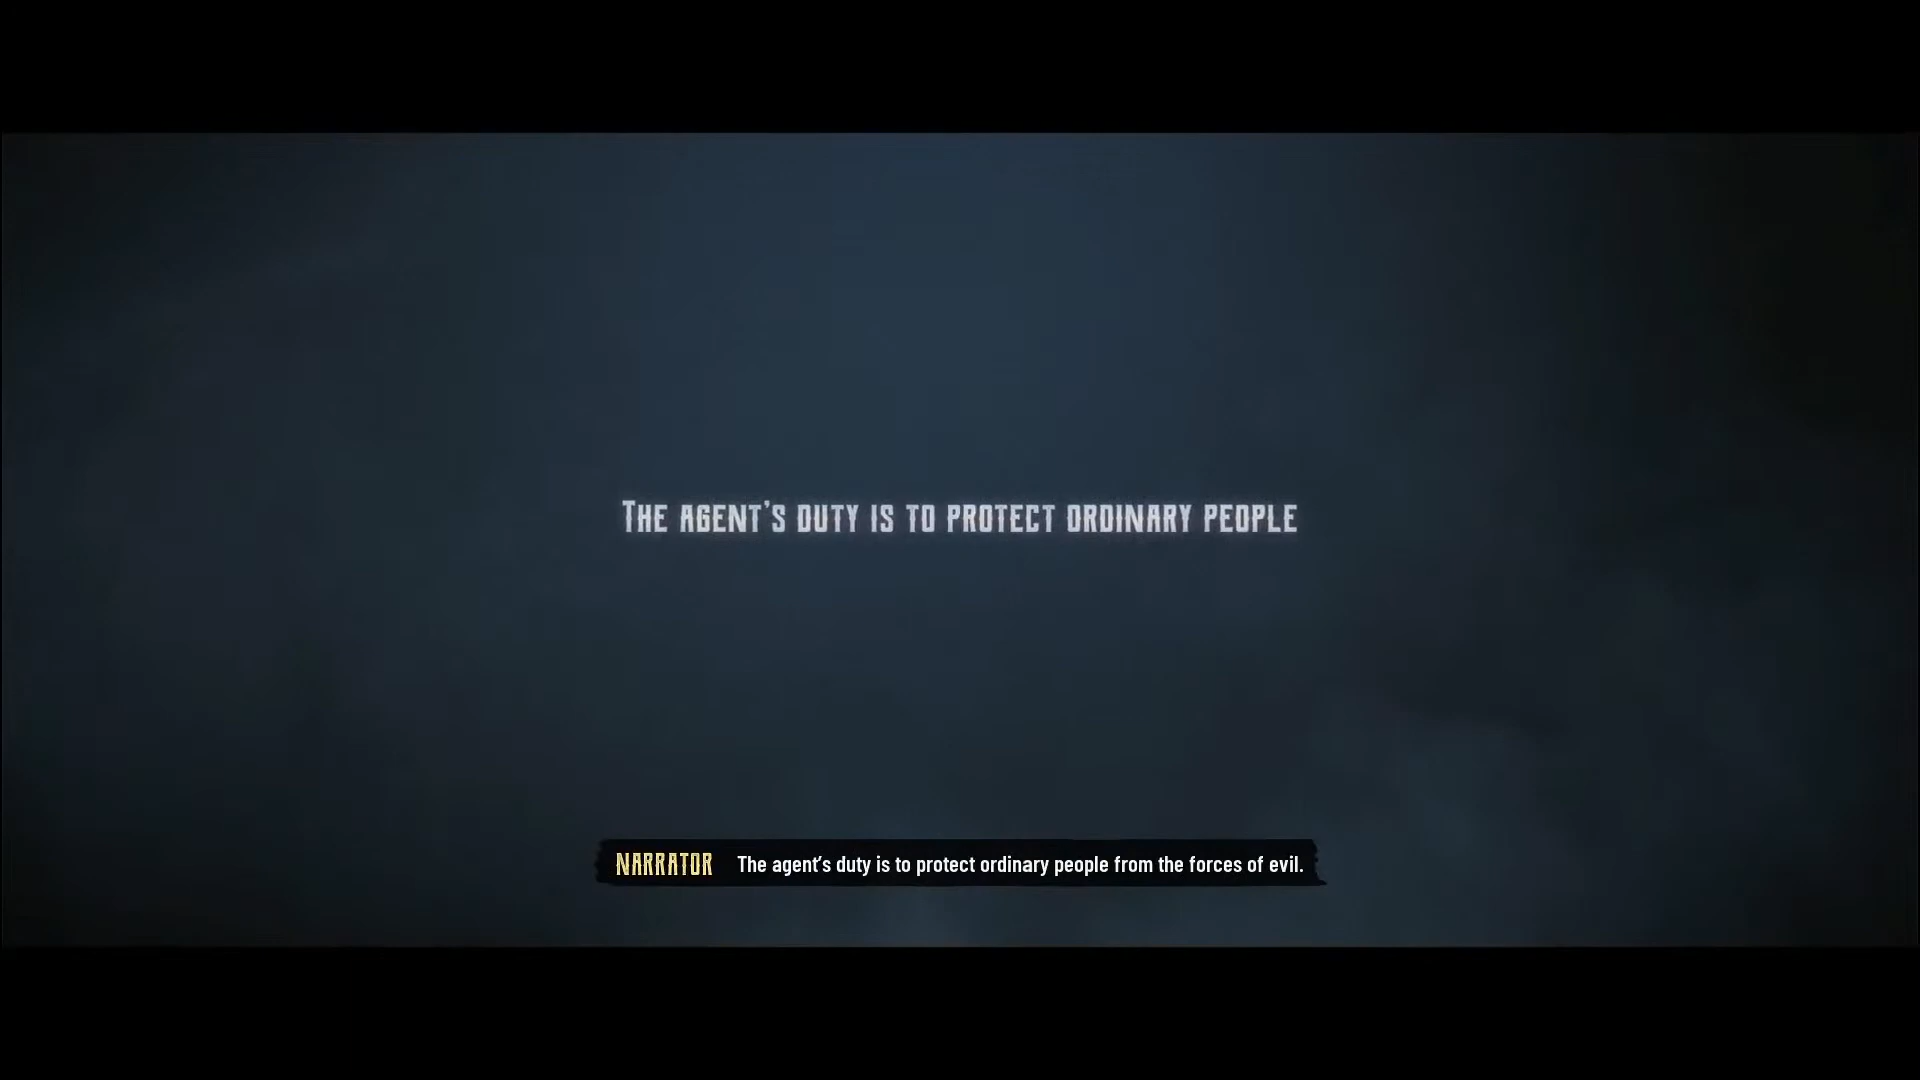 THE AGENT'S DUTY IS TO PROTECT ORDINARY PEOPLE
NARRATOR The agent's duty is to protect ordinary people from the forces of evil.